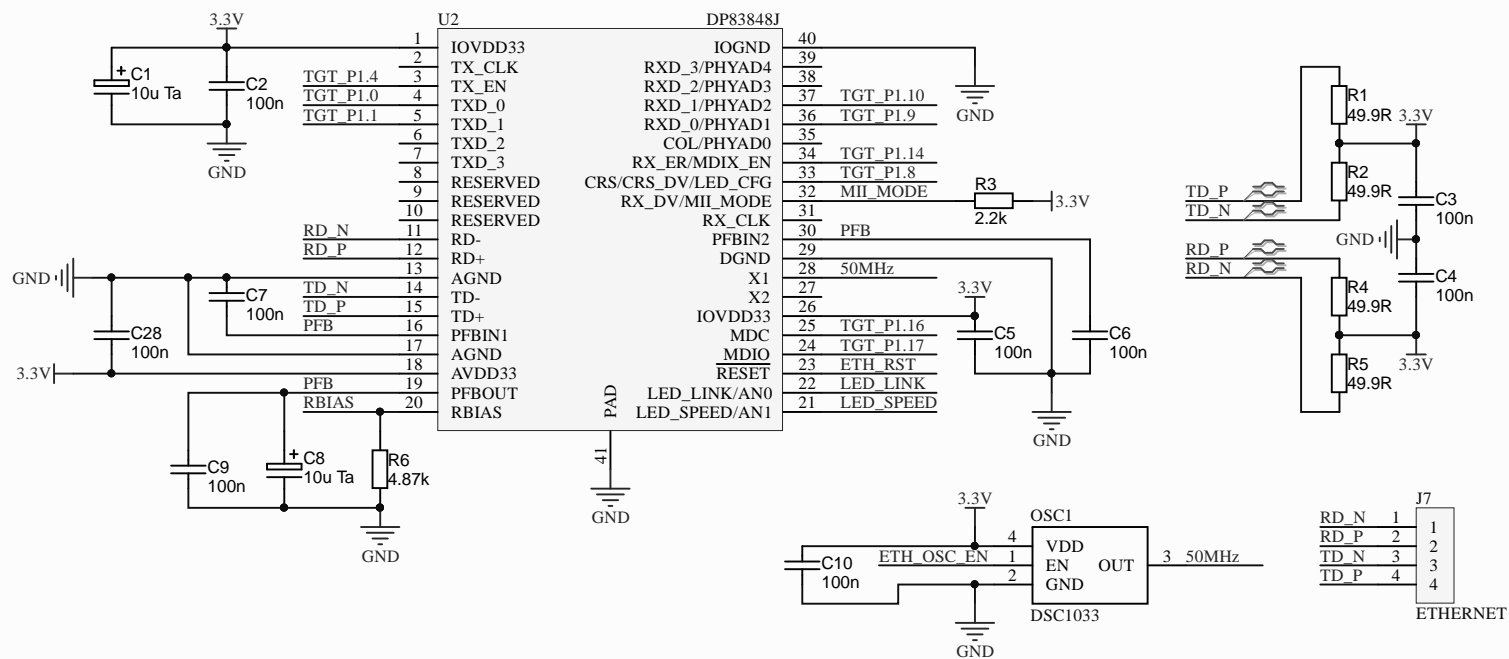 U2
DP83848J
3.3V
C1
10u Ta
C2
100n
GND
1 IOVDD33
2 TX_CLK
TGT_P1.4 3 TX_EN
TGT_P1.0 4 TXD_0
TGT_P1.1 5 TXD_1
6 TXD_2
7 TXD_3
8 RESERVED
9 RESERVED
10 RESERVED
RD_N 11 RD-
RD_P 12 RD+
GND 13 AGND
TD_N 14 TD-
TD_P 15 TD+
PFB 16 PFBIN1
17 AGND
3.3V 18 AVDD33
PFB 19 PFBOUT
RBIAS 20 RBIAS
C7
100n
C28
100n
C9
100n
C8
10u Ta
R6
4.87k
GND
PAD
41
GND
IOGND 40
RXD_3/PHYAD4 39
RXD_2/PHYAD3 38
RXD_1/PHYAD2 37 TGT_P1.10
RXD_0/PHYAD1 36 TGT_P1.9
COL/PHYAD0 35
RX_ER/MDIX_EN 34 TGT_P1.14
CRS/CRS_DV/LED_CFG 33 TGT_P1.8
RX_DV/MII_MODE 32 MII_MODE
RX_CLK 31
PFBIN2 30 PFB
DGND 29
X1 28 50MHz
X2 27
IOVDD33 26
MDC 25 TGT_P1.16
MDIO 24 TGT_P1.17
RESET 23 ETH_RST
LED_LINK/AN0 22 LED_LINK
LED_SPEED/AN1 21 LED_SPEED
GND
R3
2.2k
3.3V
3.3V
C5
100n
C6
100n
GND
R1
49.9R
3.3V
R2
49.9R
TD_P
TD_N
C3
100n
GND
RD_P
RD_N
R4
49.9R
C4
100n
3.3V
R5
49.9R
3.3V
OSC1
C10
100n
4 VDD
ETH_OSC_EN 1 EN
2 GND
OUT 3 50MHz
DSC1033
GND
J7
RD_N 1 1
RD_P 2 2
TD_N 3 3
TD_P 4 4
ETHERNET